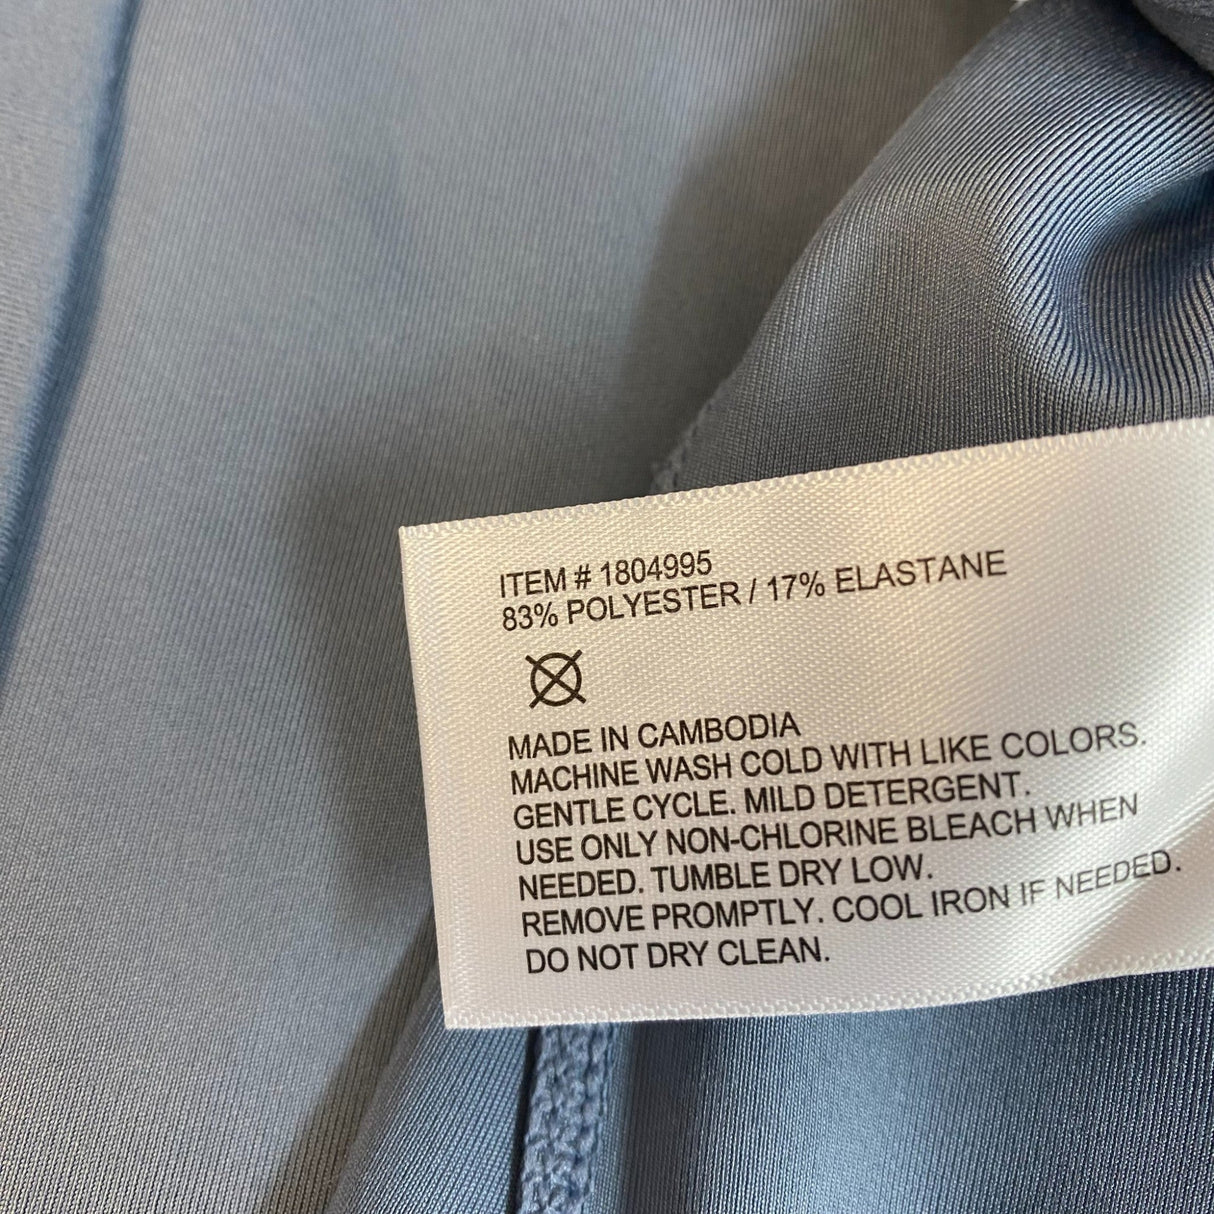 ITEM # 1804995
83% POLYESTER / 17% ELASTANE
MADE IN CAMBODIA
MACHINE WASH COLD WITH LIKE COLORS.
GENTLE CYCLE. MILD DETERGENT.
USE ONLY NON-CHLORINE BLEACH WHEN
NEEDED. TUMBLE DRY LOW.
REMOVE PROMPTLY. COOL IRON IF NEEDED.
DO NOT DRY CLEAN.